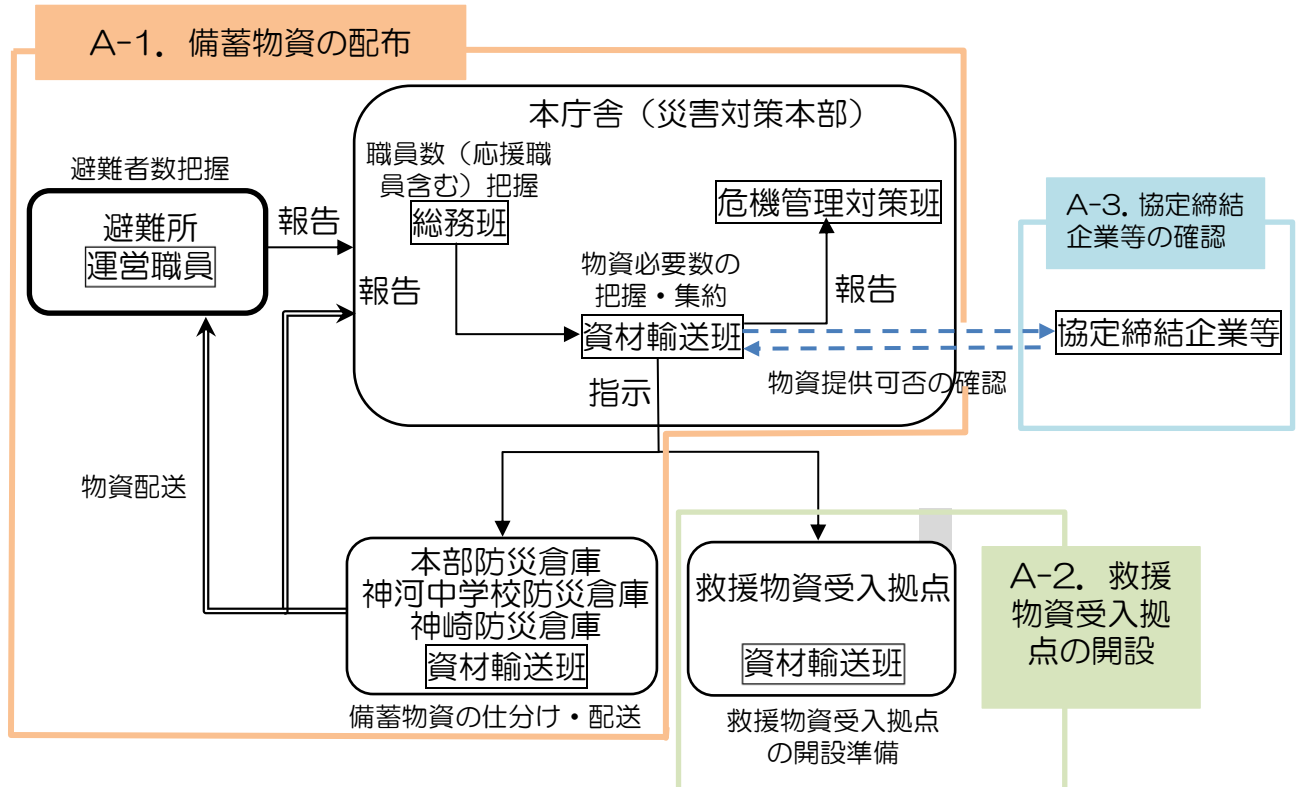 A-1. 備蓄物資の配布
本庁舎（災害対策本部）
避難者数把握
避難所
運営職員
報告
職員数（応援職
員含む）把握
総務班
危機管理対策班
物資必要数の
把握・集約
資材輸送班
報告
報告
指示
物資提供可否の確認
A-3. 協定締結
企業等の確認
協定締結企業等
物資配送
本部防災倉庫
神河中学校防災倉庫
神崎防災倉庫
資材輸送班
備蓄物資の仕分け・配送
救援物資受入拠点
資材輸送班
救援物資受入拠点
の開設準備
A-2. 救援
物資受入拠
点の開設